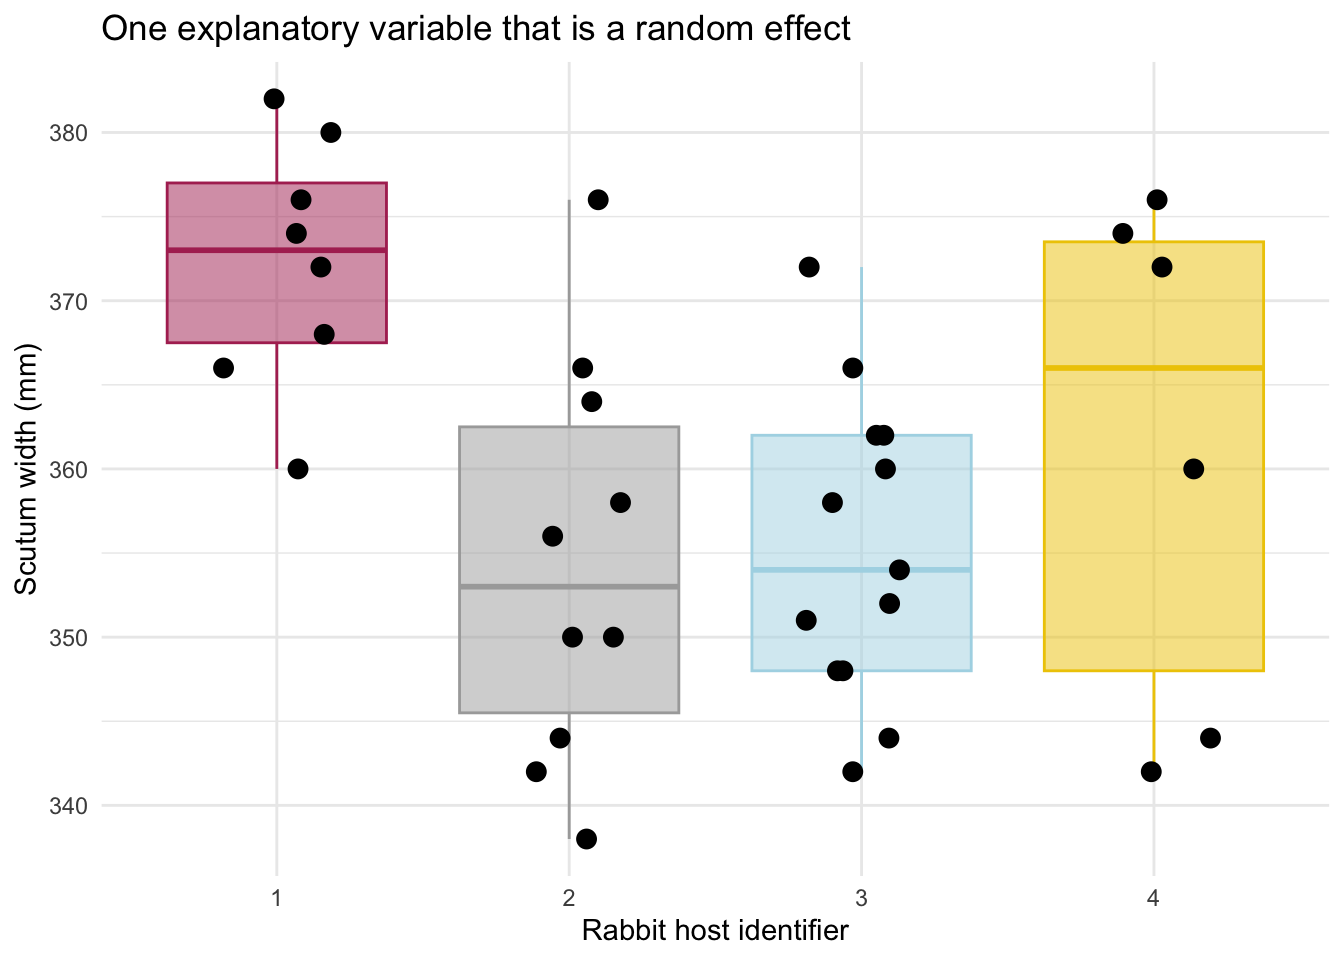 One explanatory variable that is a random effect
380
370
360
350
340
Scutum width (mm)
1 2 3 4
Rabbit host identifier